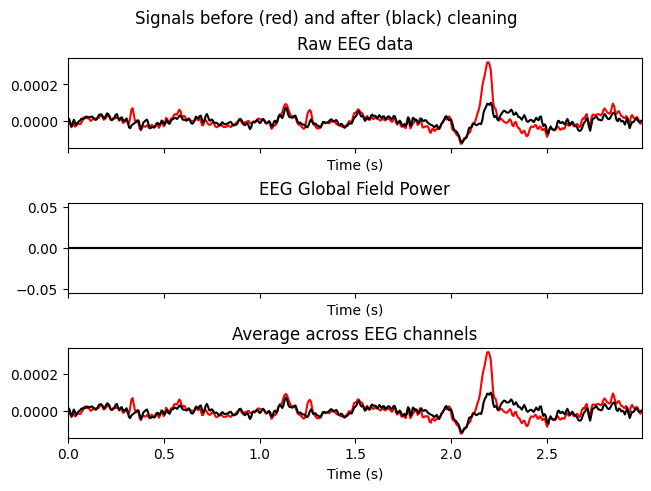 Signals before (red) and after (black) cleaning
Raw EEG data
0.0002
0.0000
Time (s)
EEG Global Field Power
0.05
0.00
−0.05
Time (s)
Average across EEG channels
0.0002
0.0000
0.0 0.5 1.0 1.5 2.0 2.5
Time (s)